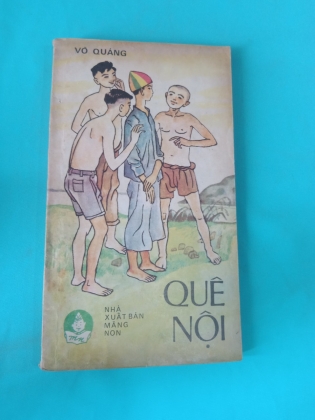 VÕ QUẢNG
QUÊ
NỘI
NHÀ
XUẤT BẢN
MĂNG
NON